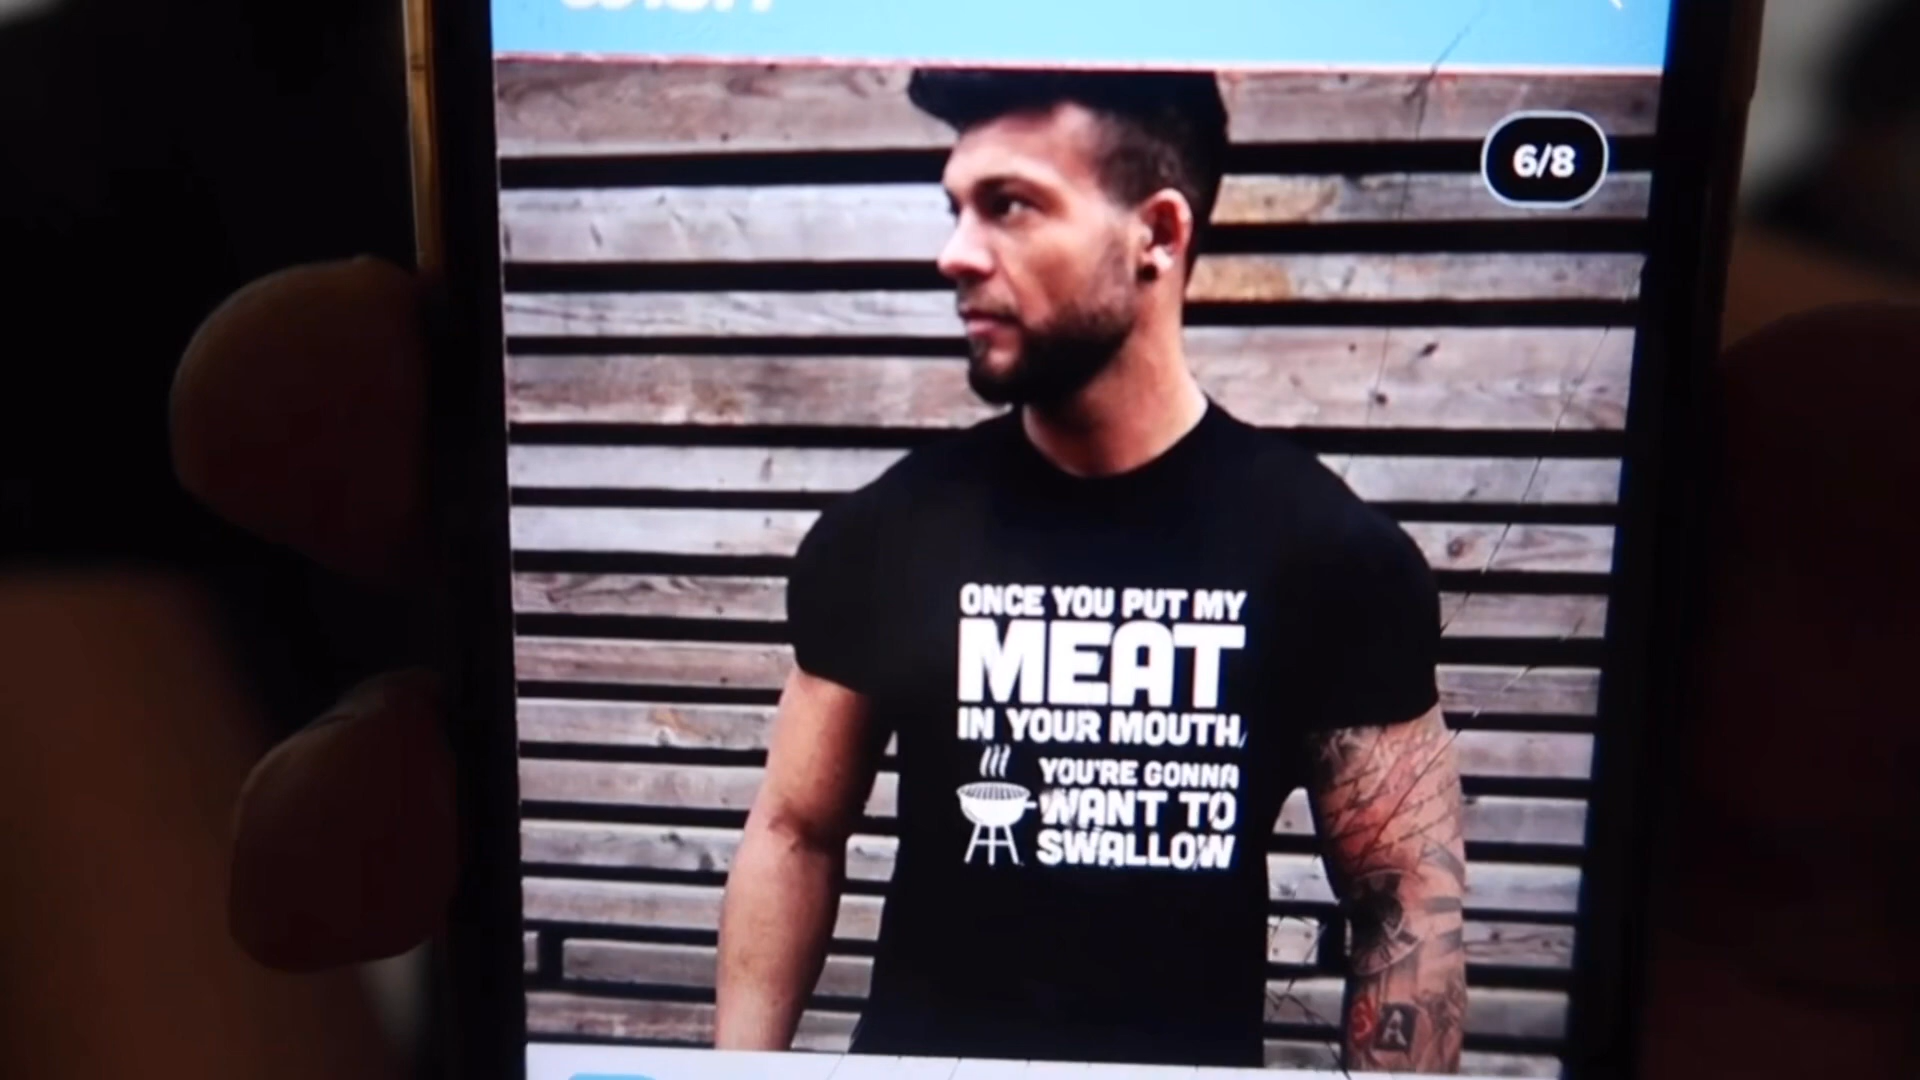 6/8
ONCE YOU PUT MY
MEAT
IN YOUR MOUTH,
YOU'RE GONNA
WANT TO
SWALLOW
A